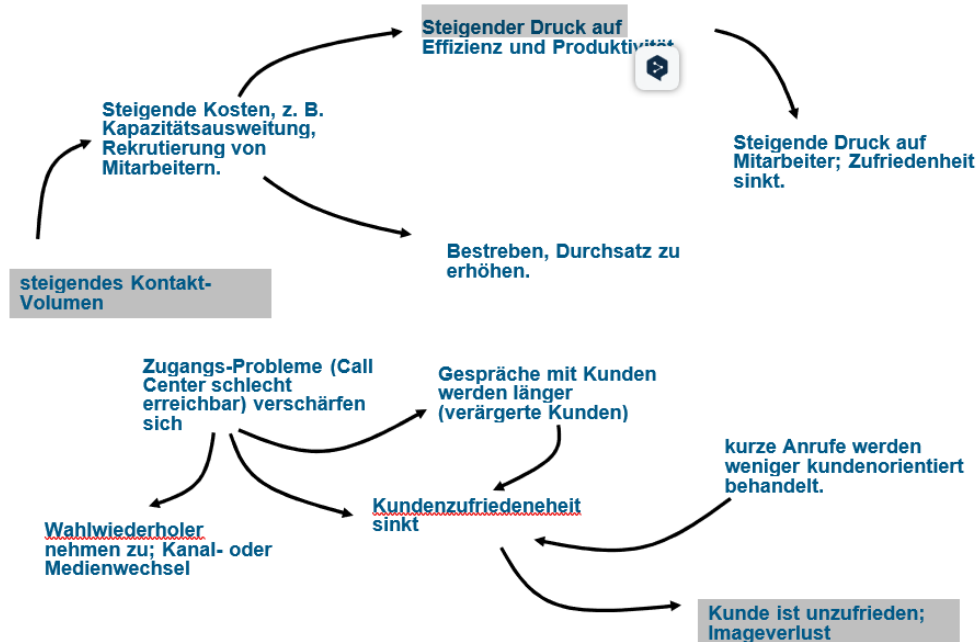 Steigender Druck auf
Effizienz und Produktivität
Steigende Kosten, z. B.
Kapazitätsausweitung,
Rekrutierung von
Mitarbeitern.
Steigende Druck auf
Mitarbeiter; Zufriedenheit
sinkt.
Bestreben, Durchsatz zu
erhöhen.
steigendes Kontakt-
Volumen
Zugangs-Probleme (Call
Center schlecht
erreichbar) verschärfen
sich
Gespräche mit Kunden
werden länger
(verärgerte Kunden)
kurze Anrufe werden
weniger kundenorientiert
behandelt.
Kundenzufriedeneheit
sinkt
Wahlwiederholer
nehmen zu; Kanal- oder
Medienwechsel
Kunde ist unzufrieden;
Imageverlust